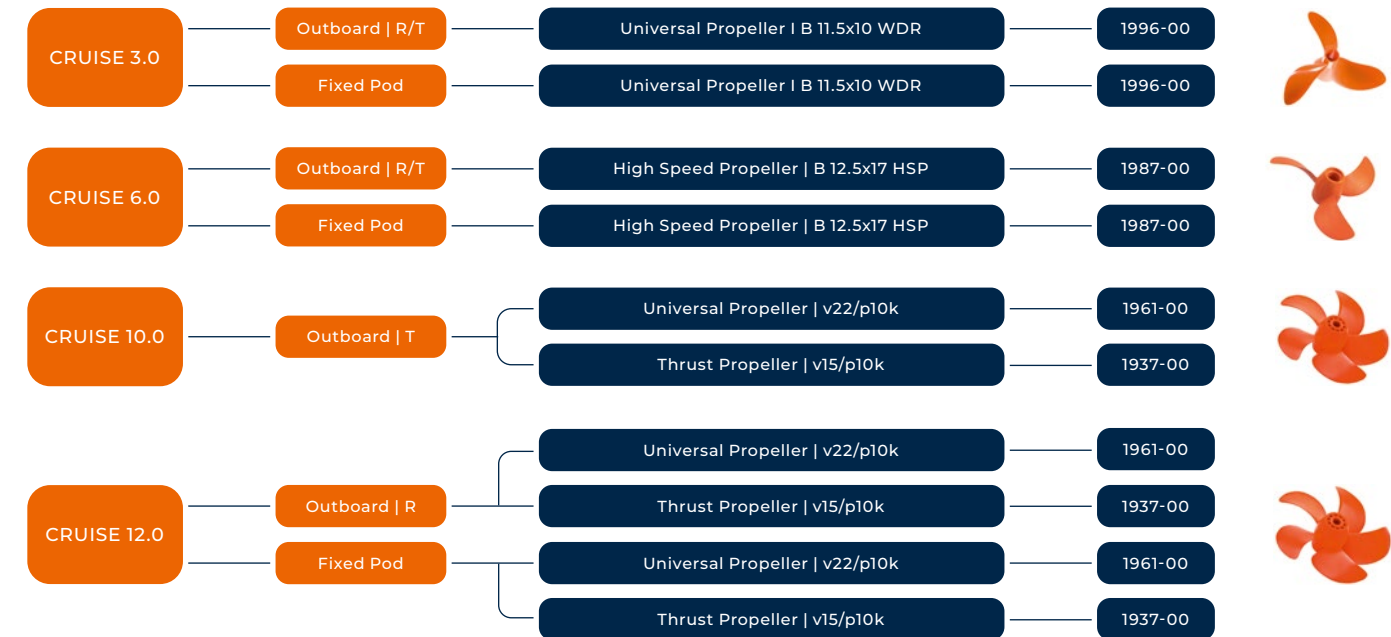 CRUISE 3.0
Outboard | R/T
Universal Propeller I B 11.5x10 WDR
1996-00
Fixed Pod
Universal Propeller I B 11.5x10 WDR
1996-00
CRUISE 6.0
Outboard | R/T
High Speed Propeller | B 12.5x17 HSP
1987-00
Fixed Pod
High Speed Propeller | B 12.5x17 HSP
1987-00
CRUISE 10.0
Outboard | T
Universal Propeller | v22/p10k
1961-00
Thrust Propeller | v15/p10k
1937-00
CRUISE 12.0
Outboard | R
Universal Propeller | v22/p10k
1961-00
Thrust Propeller | v15/p10k
1937-00
Fixed Pod
Universal Propeller | v22/p10k
1961-00
Thrust Propeller | v15/p10k
1937-00